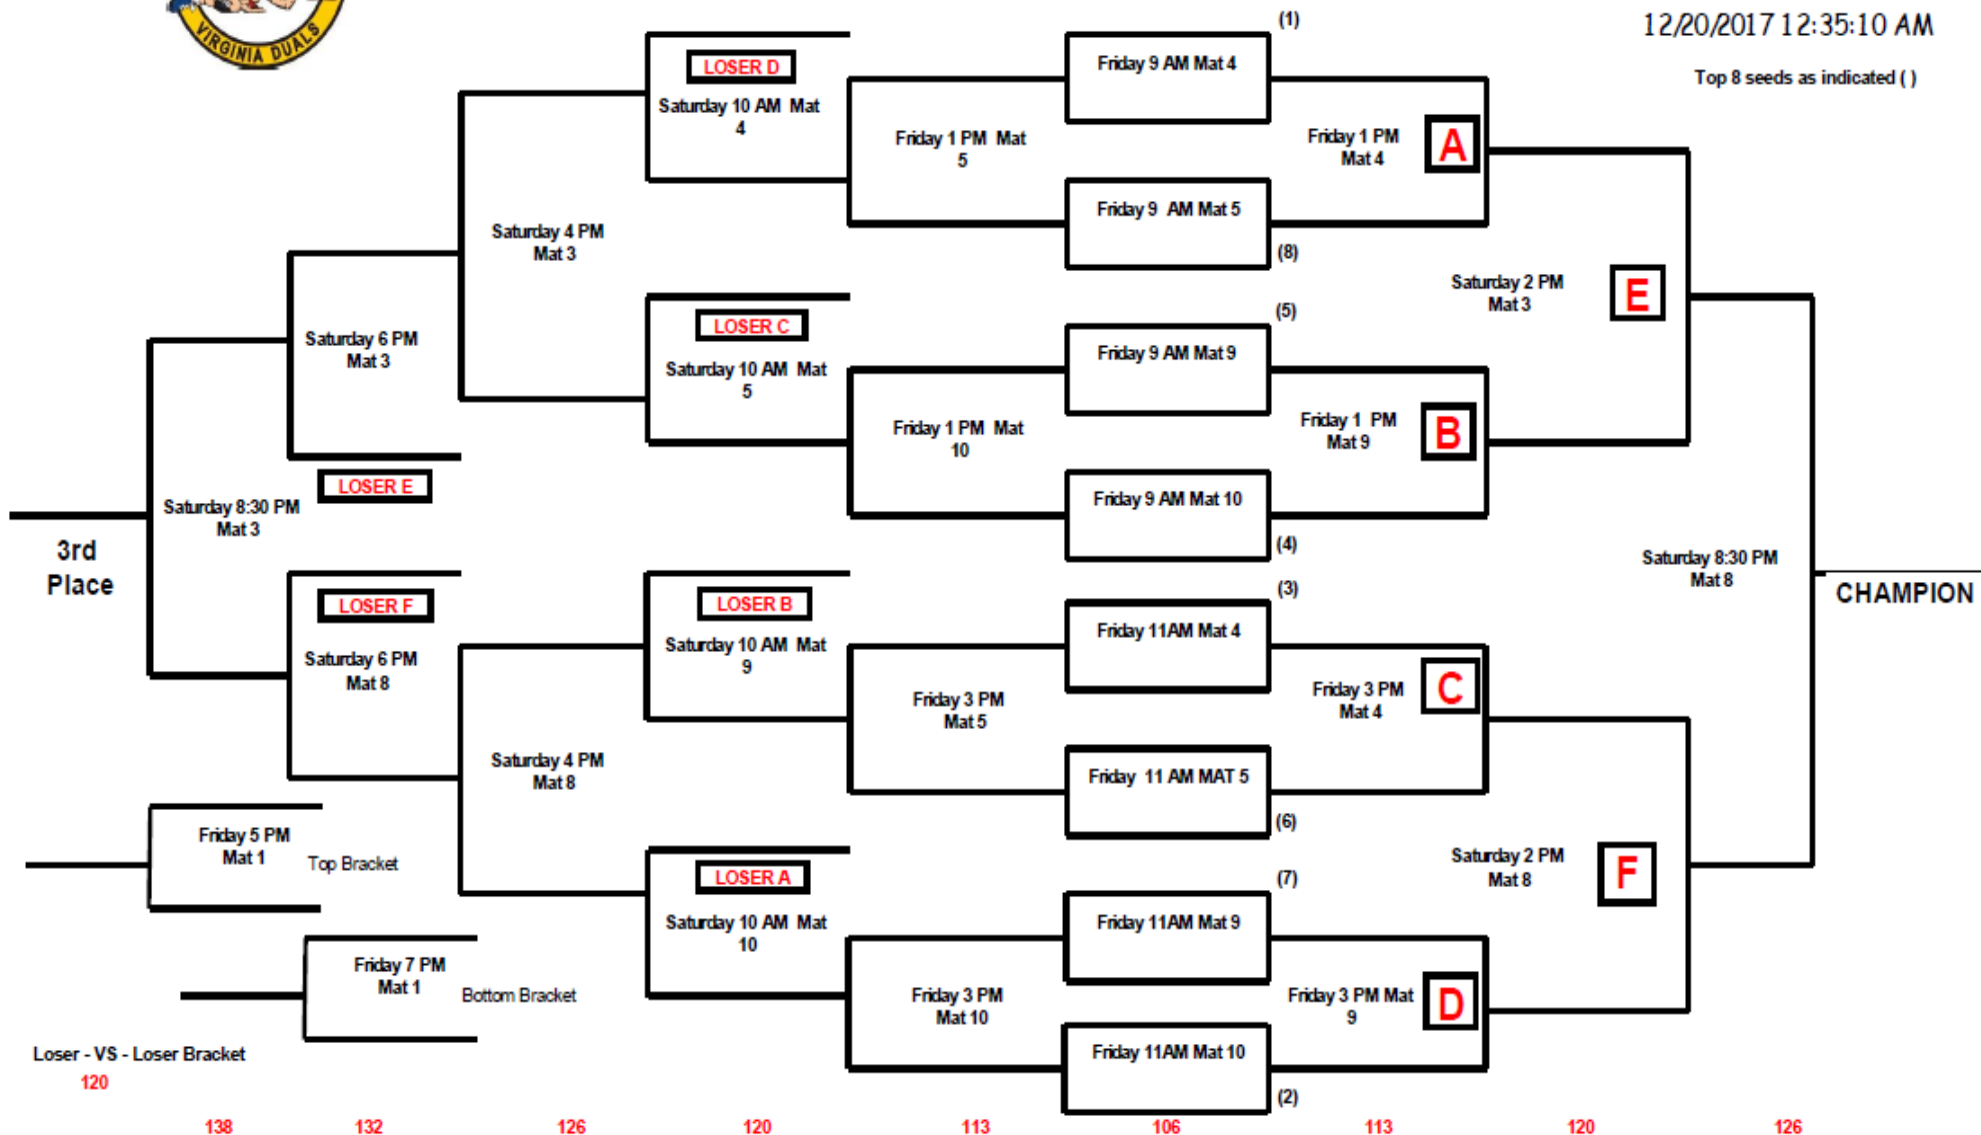 VIRGINIA DUALS
12/20/2017 12:35:10 AM
Top 8 seeds as indicated ( )
(1)
Friday 9 AM Mat 4
LOSER D
Saturday 10 AM Mat
4
Friday 1 PM Mat
5
Friday 1 PM
Mat 4
A
Friday 9 AM Mat 5
(8)
Saturday 4 PM
Mat 3
Saturday 2 PM
Mat 3
E
(5)
LOSER C
Friday 9 AM Mat 9
Saturday 6 PM
Mat 3
Saturday 10 AM Mat
5
Friday 1 PM Mat
10
Friday 1 PM
Mat 9
B
LOSER E
Friday 9 AM Mat 10
(4)
Saturday 8:30 PM
Mat 3
3rd
Place
Saturday 8:30 PM
Mat 8
CHAMPION
(3)
LOSER F
LOSER B
Friday 11AM Mat 4
Saturday 6 PM
Mat 8
Saturday 10 AM Mat
9
Friday 3 PM
Mat 5
Friday 3 PM
Mat 4
C
Friday 11 AM MAT 5
(6)
Saturday 4 PM
Mat 8
Friday 5 PM
Mat 1
Top Bracket
Saturday 2 PM
Mat 8
F
LOSER A
(7)
Saturday 10 AM Mat
10
Friday 11AM Mat 9
Friday 7 PM
Mat 1
Bottom Bracket
Friday 3 PM
Mat 10
Friday 3 PM Mat
9
D
Friday 11AM Mat 10
(2)
Loser - VS - Loser Bracket
120
138 132 126 120 113 106 113 120 126